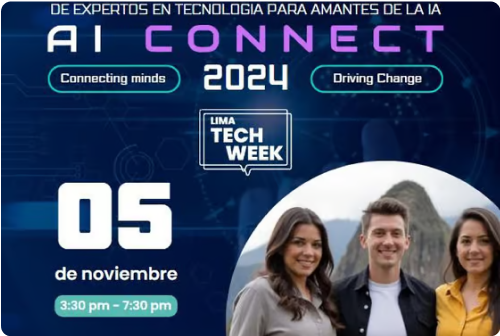 DE EXPERTOS EN TECNOLOGIA PARA AMANTES DE LA IA
AI CONNECT
Connecting minds
2024
Driving Change
LIMA
TECH
WEEK
05
de noviembre
3:30 pm - 7:30 pm